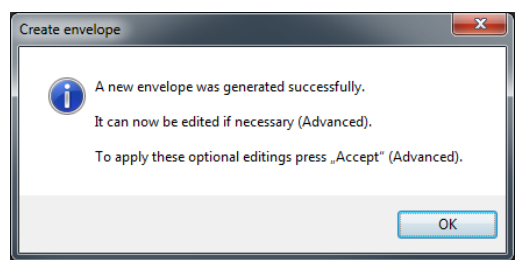 Create envelope
A new envelope was generated successfully.
It can now be edited if necessary (Advanced).
To apply these optional editings press „Accept“ (Advanced).
OK